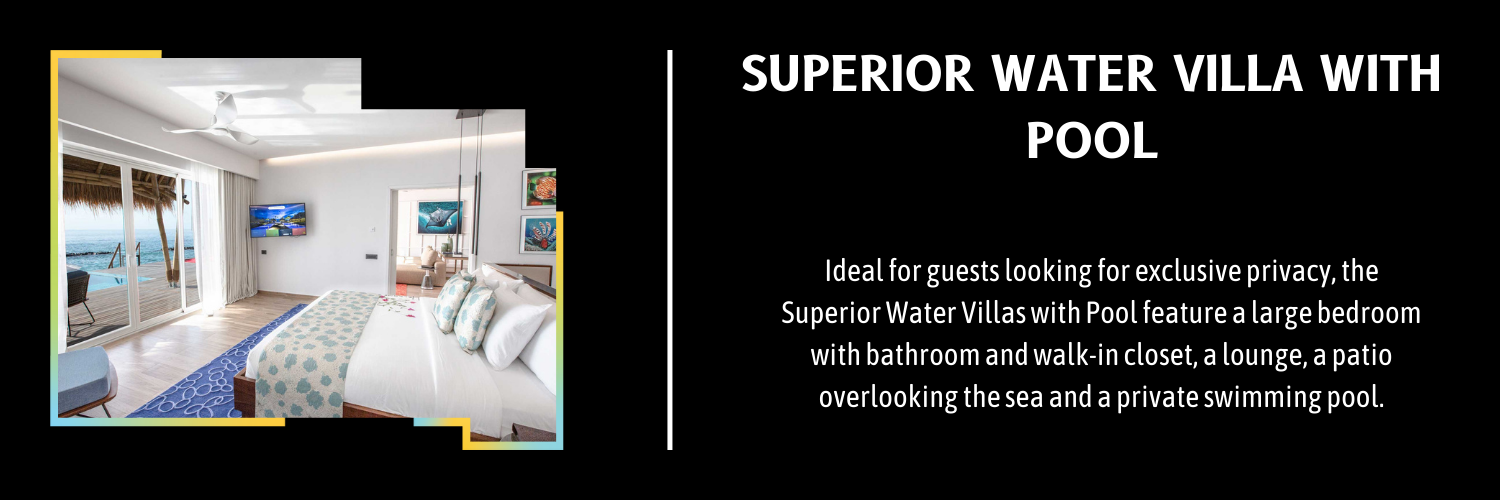 SUPERIOR WATER VILLA WITH
POOL
Ideal for guests looking for exclusive privacy, the
Superior Water Villas with Pool feature a large bedroom
with bathroom and walk-in closet, a lounge, a patio
overlooking the sea and a private swimming pool.